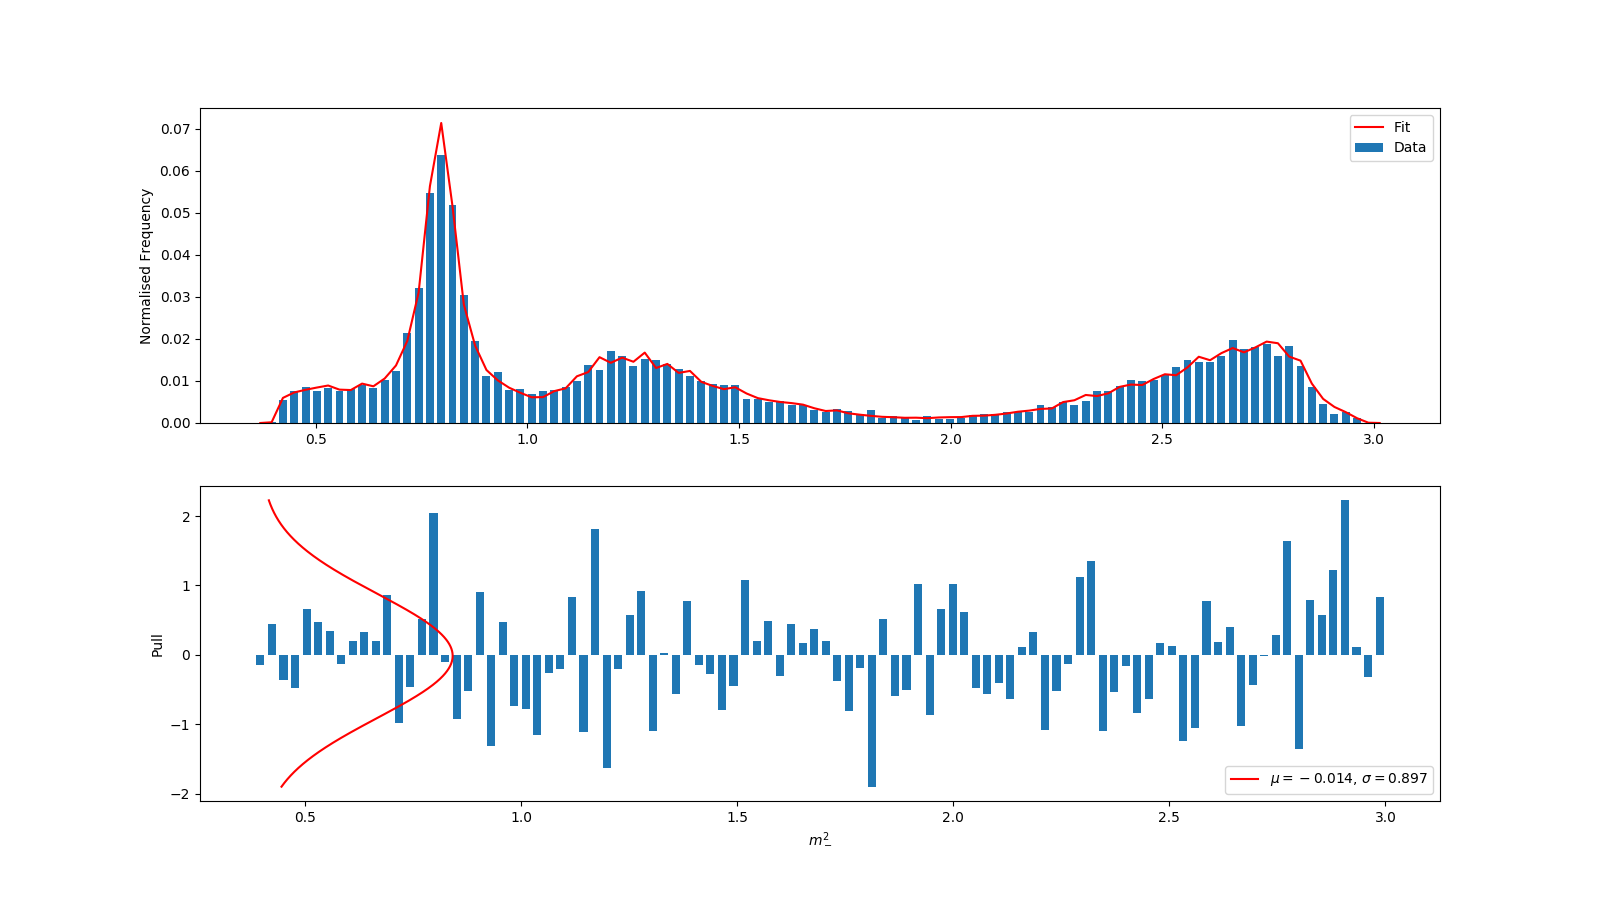 Normalised Frequency
0.07
0.06
0.05
0.04
0.03
0.02
0.01
0.00
0.5 1.0 1.5 2.0 2.5 3.0
Fit
Data
Pull
2
1
0
−1
−2
0.5 1.0 1.5 2.0 2.5 3.0
μ = −0.014, σ = 0.897
m²₋